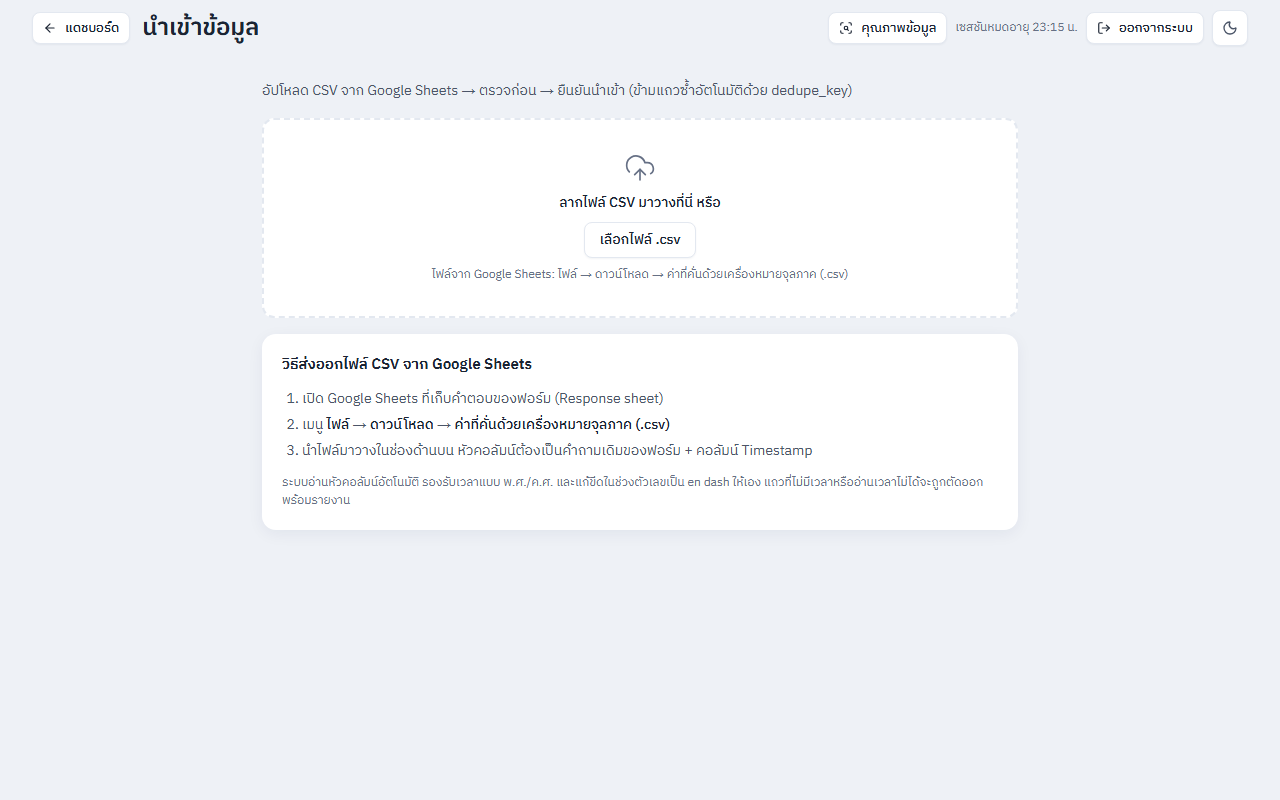 แดชบอร์ด
นำเข้าข้อมูล
คุณภาพข้อมูล
เซสชันหมดอายุ 23:15 น.
ออกจากระบบ
อัปโหลด CSV จาก Google Sheets → ตรวจก่อน → ยืนยันนำเข้า (ข้ามแถวซ้ำอัตโนมัติด้วย dedupe_key)
ลากไฟล์ CSV มาวางที่นี่ หรือ
เลือกไฟล์ .csv
ไฟล์จาก Google Sheets: ไฟล์ → ดาวน์โหลด → ค่าที่คั่นด้วยเครื่องหมายจุลภาค (.csv)
วิธีส่งออกไฟล์ CSV จาก Google Sheets
1. เปิด Google Sheets ที่เก็บคำตอบของฟอร์ม (Response sheet)
2. เมนู ไฟล์ → ดาวน์โหลด → ค่าที่คั่นด้วยเครื่องหมายจุลภาค (.csv)
3. นำไฟล์มาวางในช่องด้านบน หัวคอลัมน์ต้องเป็นคำถามเดิมของฟอร์ม + คอลัมน์ Timestamp
ระบบอ่านหัวคอลัมน์อัตโนมัติ รองรับเวลาแบบ พ.ศ./ค.ศ. และแก้ขีดในช่วงตัวเลขเป็น en dash ให้เอง แถวที่ไม่มีเวลาหรืออ่านเวลาไม่ได้จะถูกตัดออก
พร้อมรายงาน